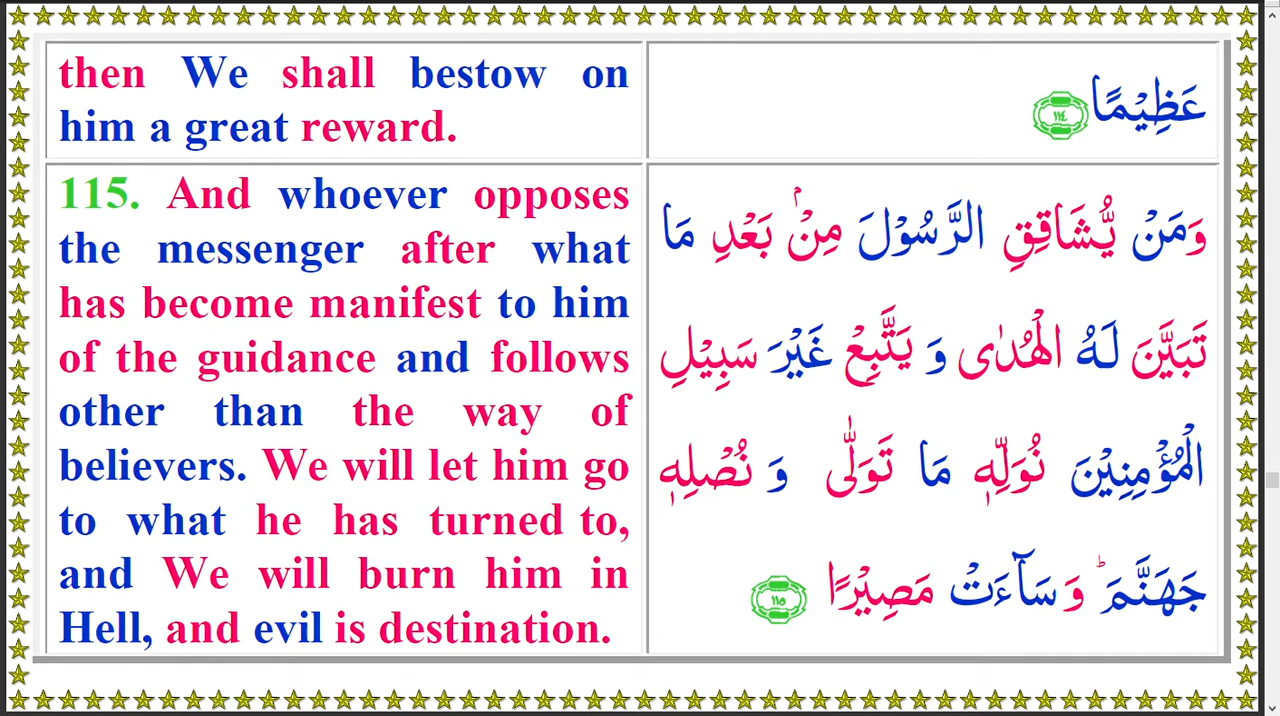 then We shall bestow on
him a great reward.
عَظِيْمًا ۱۱٤
115. And whoever opposes
the messenger after what
has become manifest to him
of the guidance and follows
other than the way of
believers. We will let him go
to what he has turned to,
and We will burn him in
Hell, and evil is destination.
وَمَنْ يُّشَاقِقِ الرَّسُوْلَ مِنْۢ بَعْدِ مَا
تَبَيَّنَ لَهُ الْهُدٰى وَ يَتَّبِعْ غَيْرَ سَبِيْلِ
الْمُؤْمِنِيْنَ نُوَلِّهٖ مَا تَوَلّٰى وَ نُصْلِهٖ
جَهَنَّمَ ؕ وَسَآءَتْ مَصِيْرًا ۱۱۵